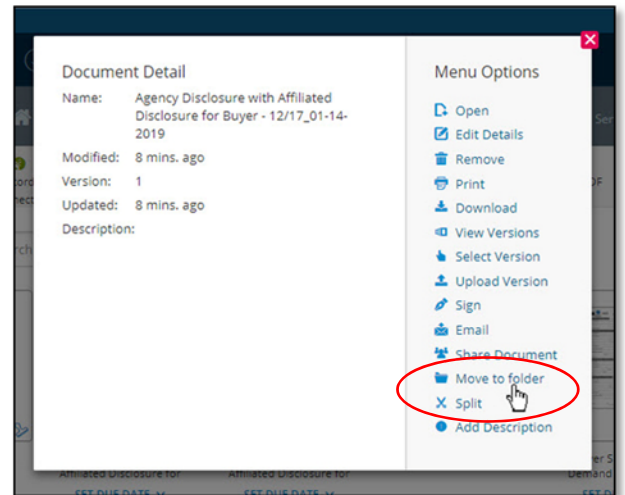 Document Detail
Name: Agency Disclosure with Affiliated
Disclosure for Buyer - 12/17_01-14-
2019
Modified: 8 mins. ago
Version: 1
Updated: 8 mins. ago
Description:
Menu Options
Open
Edit Details
Remove
Print
Download
View Versions
Select Version
Upload Version
Sign
Email
Share Document
Move to folder
Split
Add Description
Affiliated Disclosure for
Affiliated Disclosure for
Demand
SET DUE DATE
SET DUE DATE